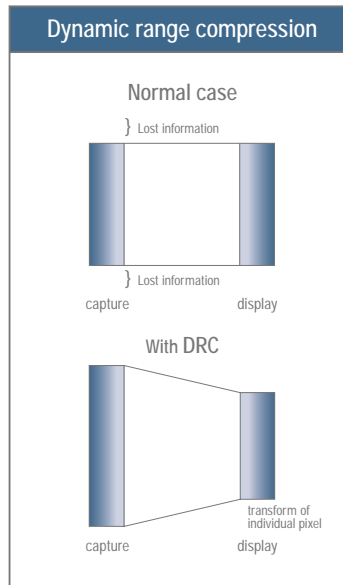 Dynamic range compression
Normal case
} Lost information
} Lost information
capture display
With DRC
transform of
individual pixel
capture display